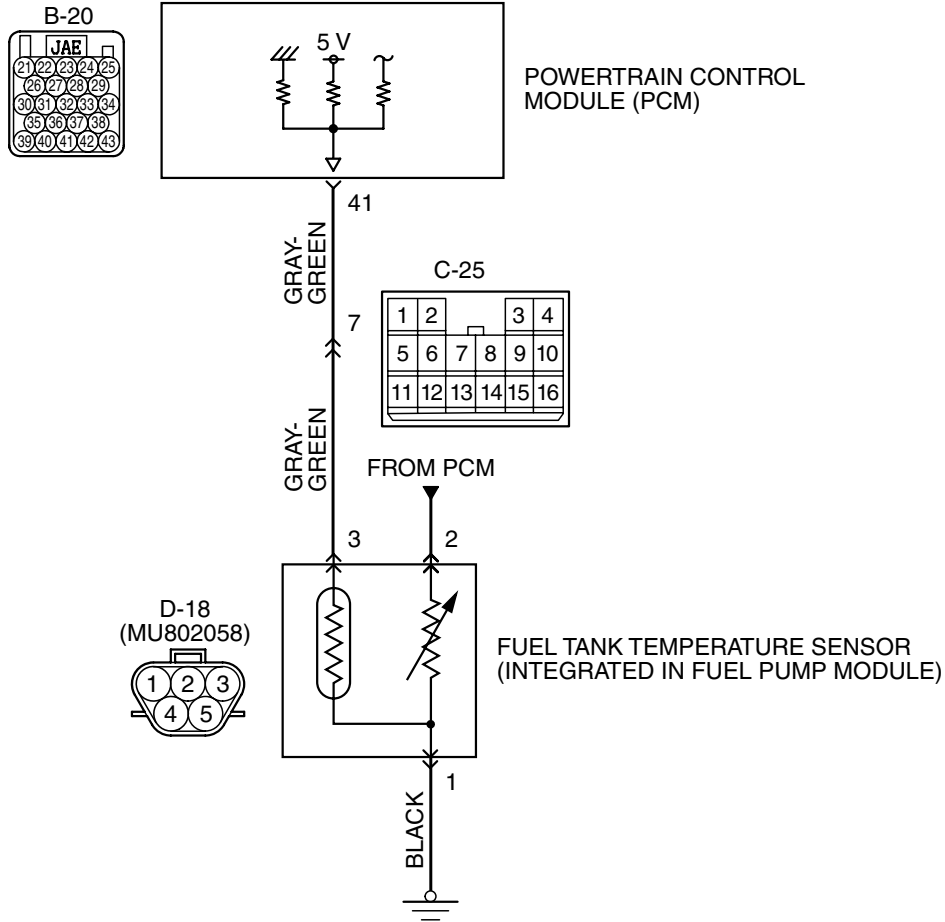 B-20
JAE
21 22 23 24 25
26 27 28 29
30 31 32 33 34
35 36 37 38
39 40 41 42 43
5 V
POWERTRAIN CONTROL
MODULE (PCM)
41
GRAY-
GREEN
7
C-25
1 2 3 4
5 6 7 8 9 10
11 12 13 14 15 16
GRAY-
GREEN
FROM PCM
3
2
D-18
(MU802058)
1 2 3
4 5
FUEL TANK TEMPERATURE SENSOR
(INTEGRATED IN FUEL PUMP MODULE)
1
BLACK